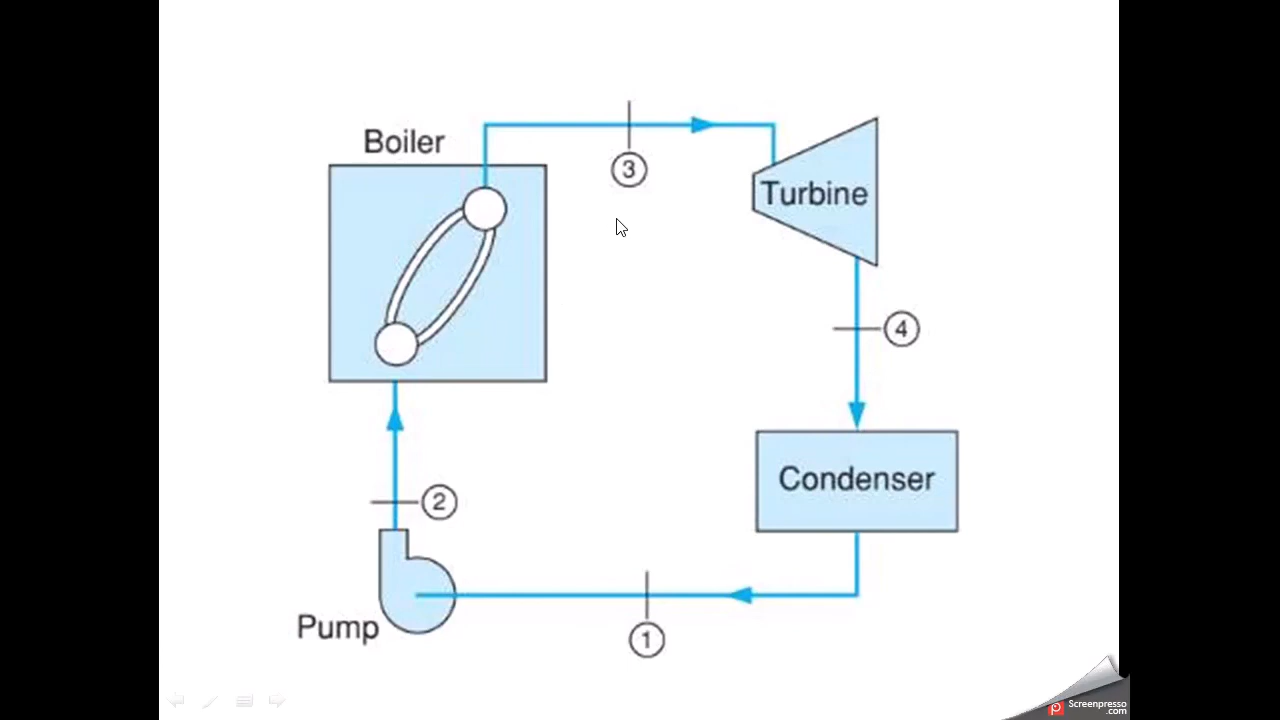 Boiler
3
Turbine
4
Condenser
2
Pump
1
Screenpresso
.com